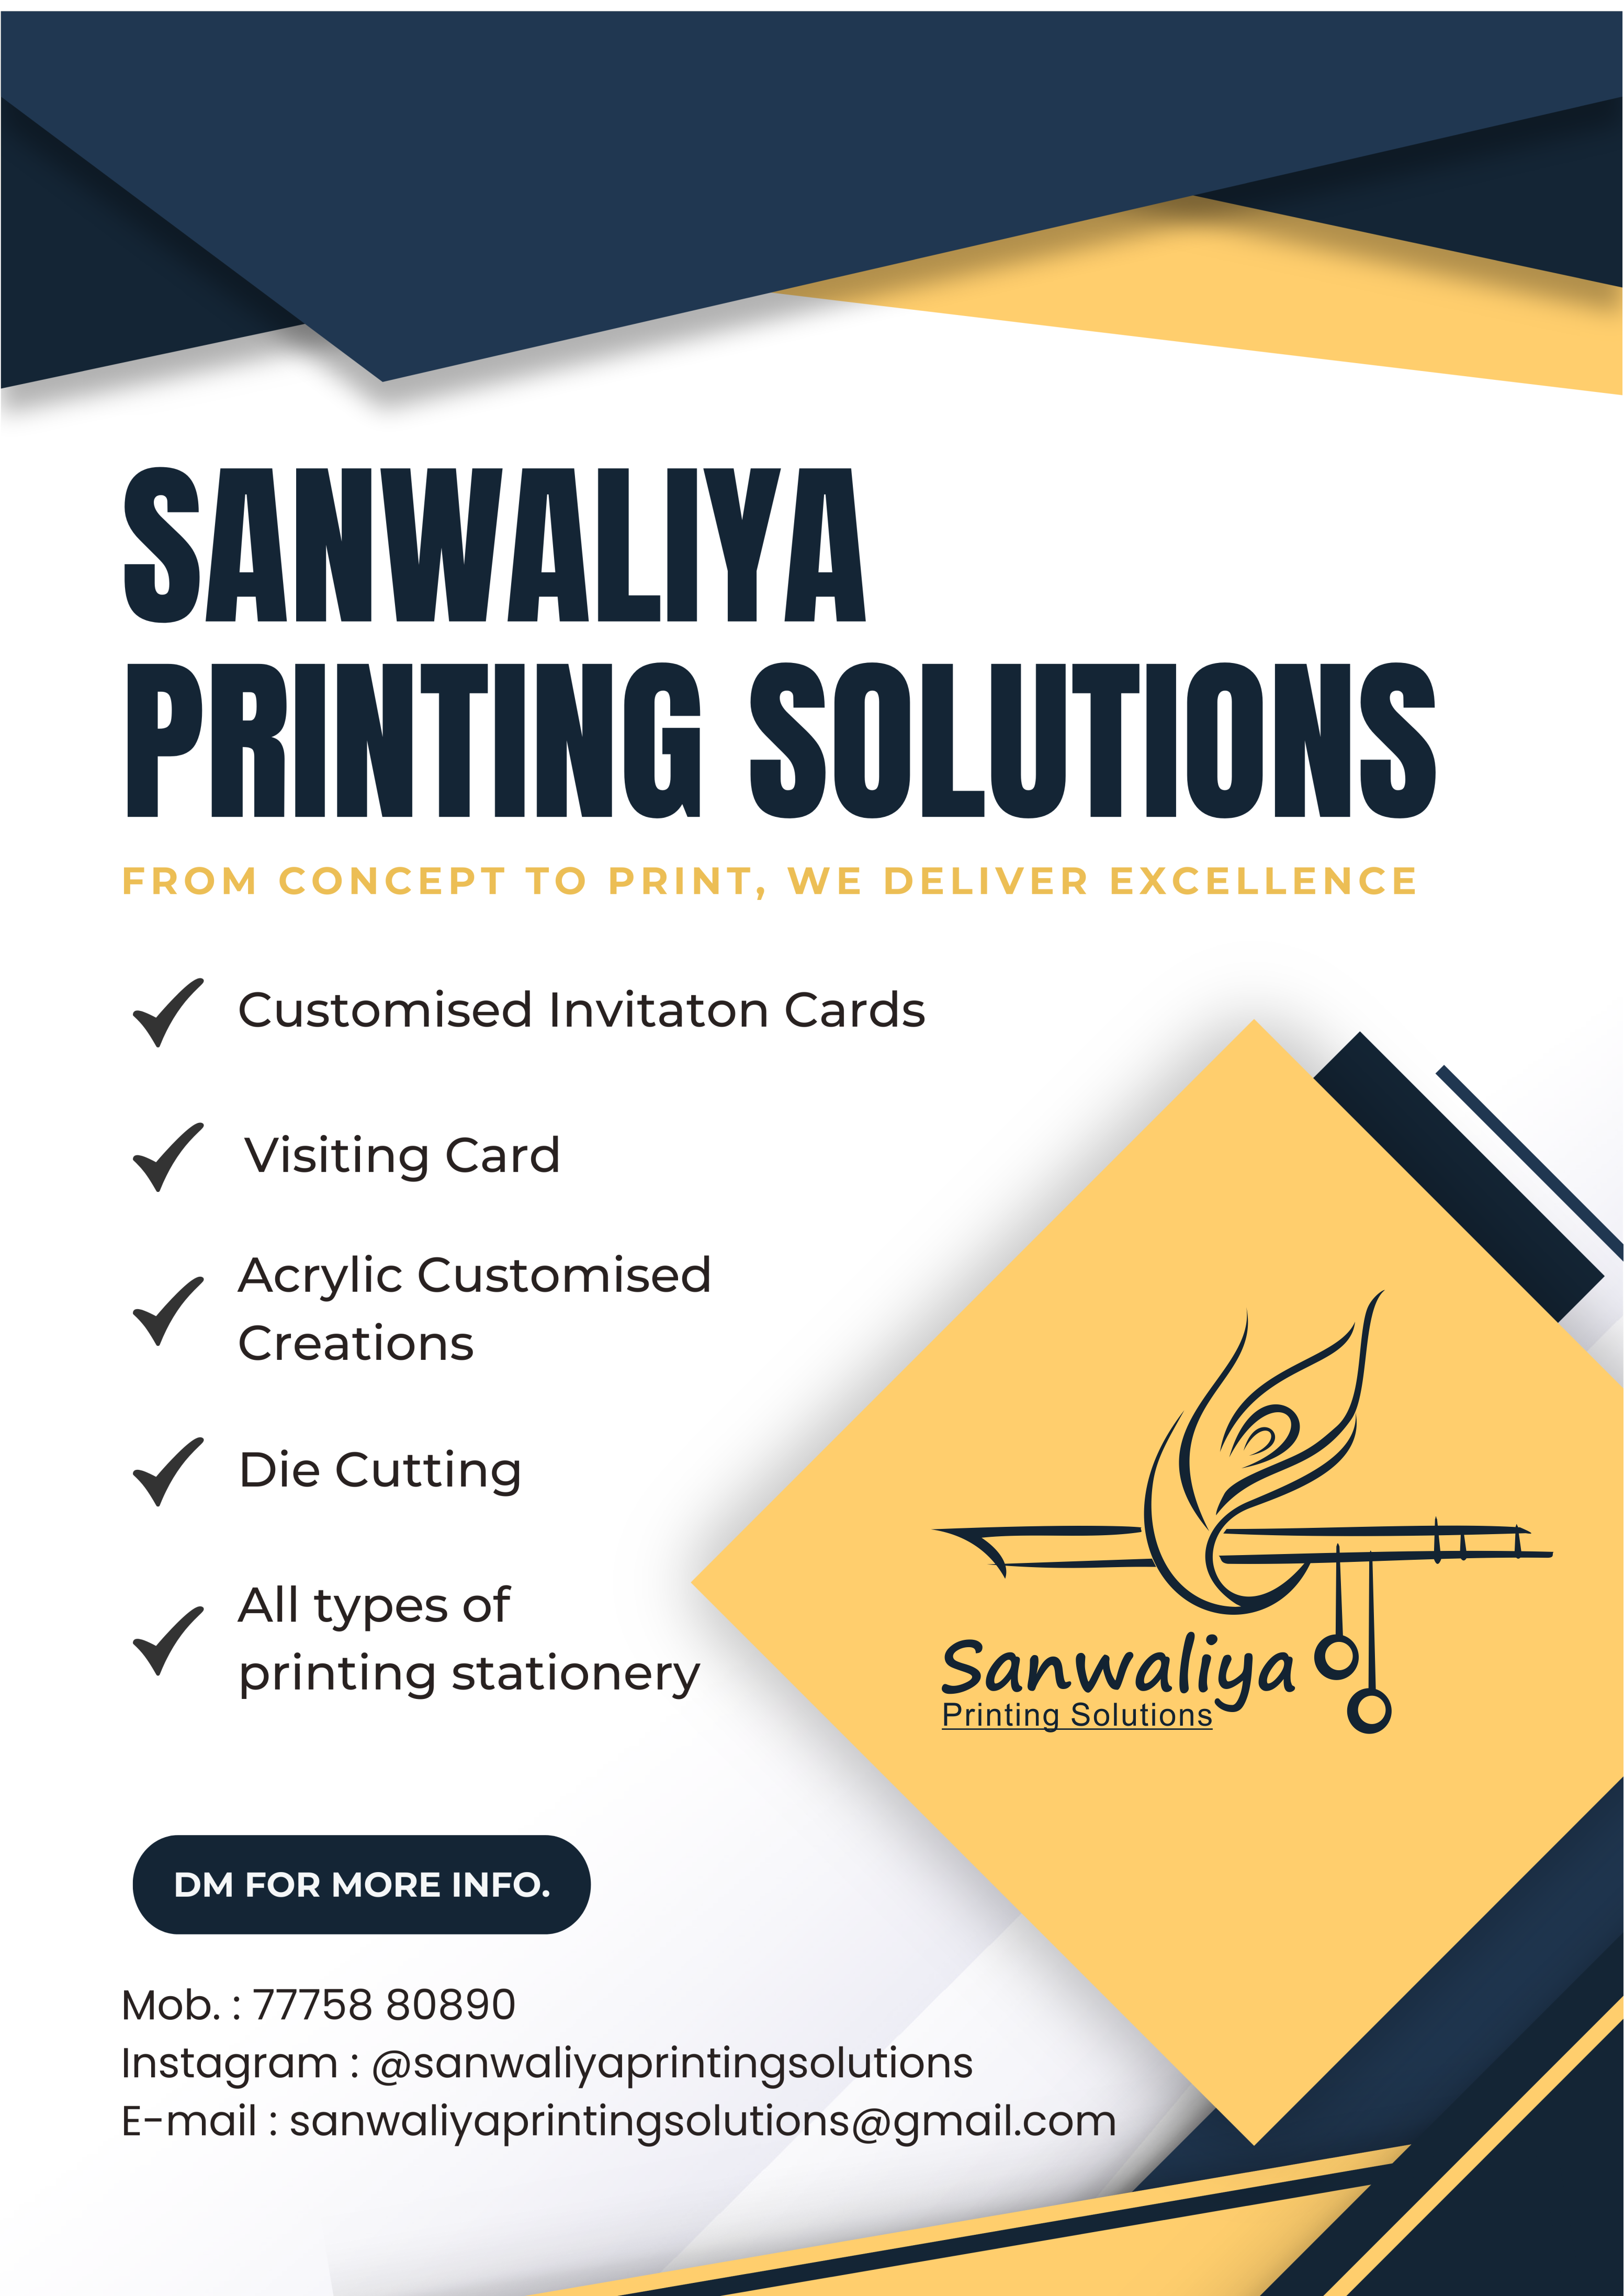 SANWALIYA
PRINTING SOLUTIONS
FROM CONCEPT TO PRINT, WE DELIVER EXCELLENCE
Customised Invitaton Cards
Visiting Card
Acrylic Customised
Creations
Die Cutting
All types of
printing stationery
Sanwaliya
Printing Solutions
DM FOR MORE INFO.
Mob. : 77758 80890
Instagram : @sanwaliyaprintingsolutions
E-mail : sanwaliyaprintingsolutions@gmail.com